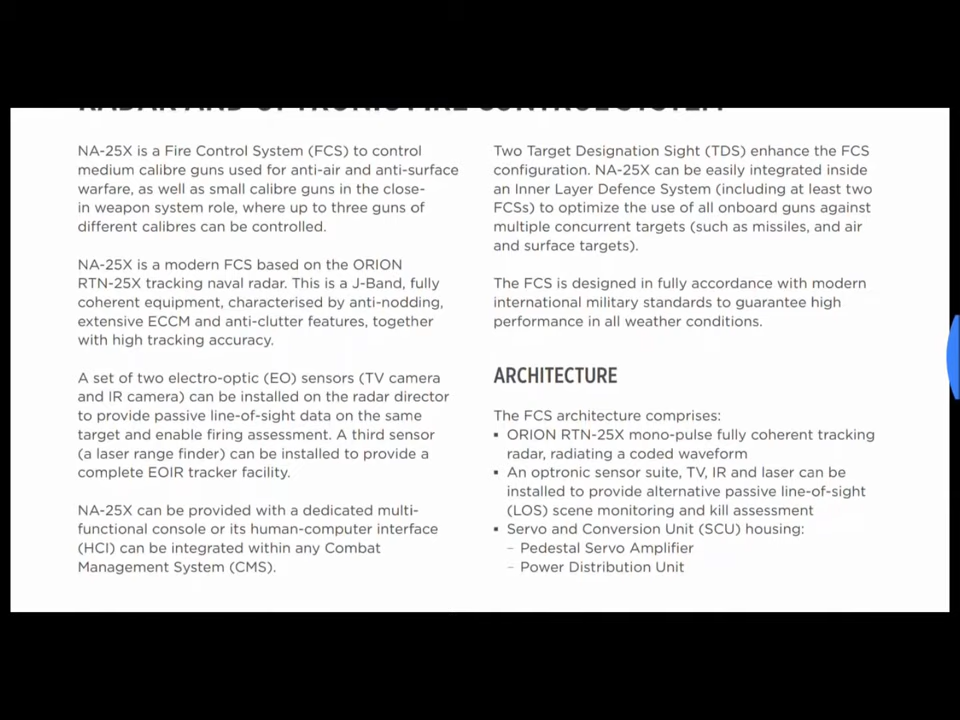 RADAR AND OPTRONIC FIRE CONTROL SYSTEM
NA-25X is a Fire Control System (FCS) to control
medium calibre guns used for anti-air and anti-surface
warfare, as well as small calibre guns in the close-
in weapon system role, where up to three guns of
different calibres can be controlled.
NA-25X is a modern FCS based on the ORION
RTN-25X tracking naval radar. This is a J-Band, fully
coherent equipment, characterised by anti-nodding,
extensive ECCM and anti-clutter features, together
with high tracking accuracy.
A set of two electro-optic (EO) sensors (TV camera
and IR camera) can be installed on the radar director
to provide passive line-of-sight data on the same
target and enable firing assessment. A third sensor
(a laser range finder) can be installed to provide a
complete EOIR tracker facility.
NA-25X can be provided with a dedicated multi-
functional console or its human-computer interface
(HCI) can be integrated within any Combat
Management System (CMS).
Two Target Designation Sight (TDS) enhance the FCS
configuration. NA-25X can be easily integrated inside
an Inner Layer Defence System (including at least two
FCSs) to optimize the use of all onboard guns against
multiple concurrent targets (such as missiles, and air
and surface targets).
The FCS is designed in fully accordance with modern
international military standards to guarantee high
performance in all weather conditions.
ARCHITECTURE
The FCS architecture comprises:
▪ ORION RTN-25X mono-pulse fully coherent tracking
radar, radiating a coded waveform
▪ An optronic sensor suite, TV, IR and laser can be
installed to provide alternative passive line-of-sight
(LOS) scene monitoring and kill assessment
▪ Servo and Conversion Unit (SCU) housing:
– Pedestal Servo Amplifier
– Power Distribution Unit